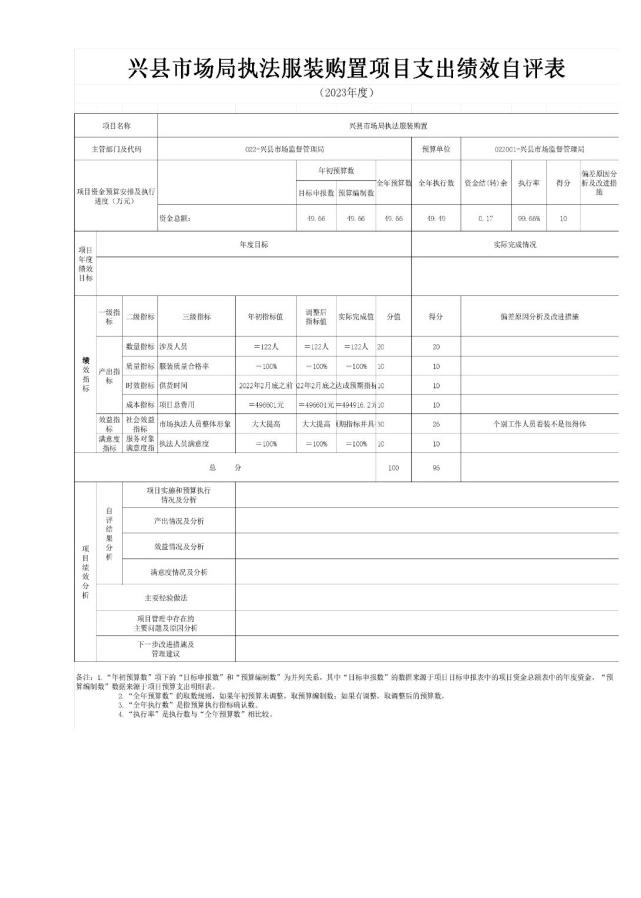 兴县市场局执法服装购置项目支出绩效自评表
（2023年度）
项目名称 兴县市场局执法服装购置
主管部门及代码 022-兴县市场监督管理局 预算单位 022001-兴县市场监督管理局
项目资金预算安排及执行进度（万元） 年初预算数 全年预算数 全年执行数 资金结(转)余 执行率 得分 偏差原因分析及改进措施
目标申报数 预算编制数
资金总额： 49.66 49.66 49.66 49.49 0.17 99.66% 10
项目年度绩效目标 年度目标 实际完成情况
绩效指标 一级指标 二级指标 三级指标 年初指标值 调整后指标值 实际完成值 分值 得分 偏差原因分析及改进措施
产出指标 数量指标 涉及人员 ＝122人 ＝122人 ＝122人 20 20
质量指标 服装质量合格率 ＝100% ＝100% ＝100% 10 10
时效指标 供货时间 2022年2月底之前 22年2月底之 达成预期指标 10 10
成本指标 项目总费用 ＝496601元 ＝496601元 ＝494916.2元 10 10
效益指标 社会效益指标 市场执法人员整体形象 大大提高 大大提高 期指标并具 30 26 个别工作人员着装不是很得体
满意度指标 服务对象满意度指 执法人员满意度 ＝100% ＝100% ＝100% 10 10
总 分 100 96
项目绩效分析 自评结果分析 项目实施和预算执行情况及分析
产出情况及分析
效益情况及分析
满意度情况及分析
主要经验做法
项目管理中存在的主要问题及原因分析
下一步改进措施及管理建议
备注：1.“年初预算数”项下的“目标申报数”和“预算编制数”为并列关系，其中“目标申报数”的数据来源于项目目标申报表中的项目资金总额表中的年度资金，“预
算编制数”数据来源于项目预算支出明细表。
2.“全年预算数”的取数规则，如果年初预算未调整，取预算编制数；如果有调整，取调整后的预算数。
3.“全年执行数”是指预算执行指标确认数。
4.“执行率”是执行数与“全年预算数”相比较。